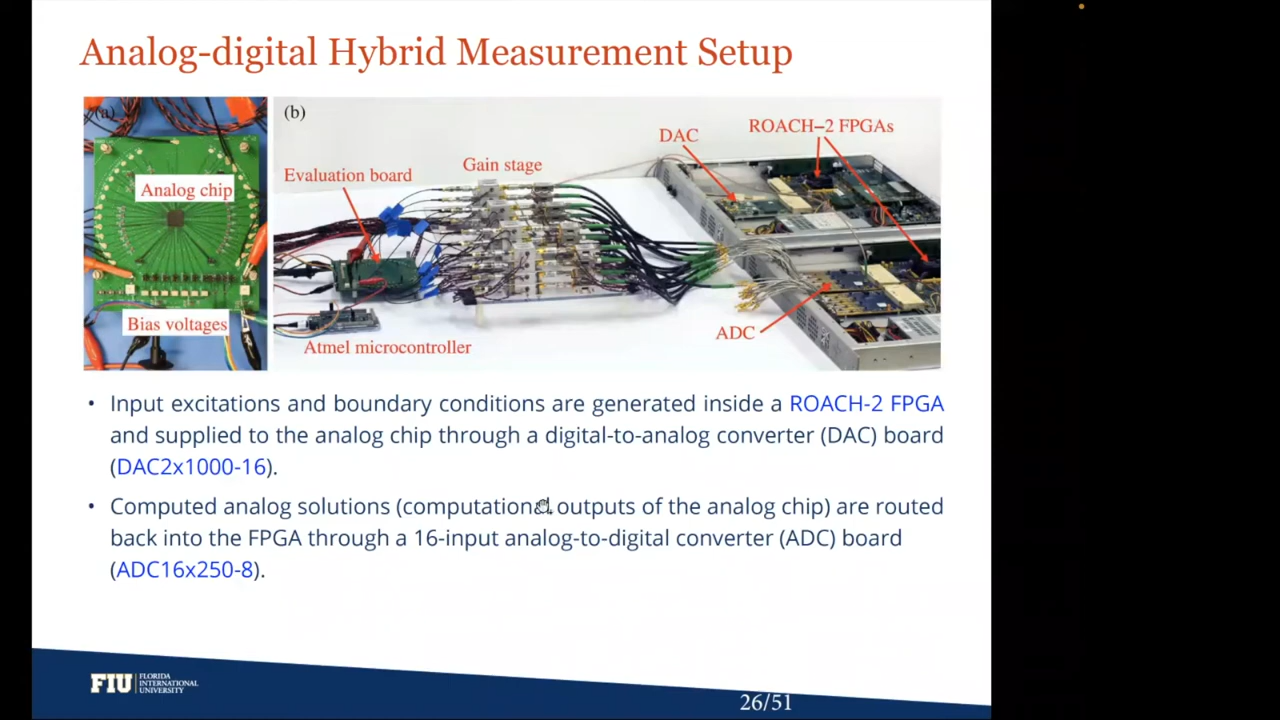 Analog-digital Hybrid Measurement Setup
(a)
Analog chip
Bias voltages
(b)
Evaluation board
Gain stage
DAC
ROACH–2 FPGAs
ADC
Atmel microcontroller
• Input excitations and boundary conditions are generated inside a ROACH-2 FPGA
and supplied to the analog chip through a digital-to-analog converter (DAC) board
(DAC2x1000-16).
• Computed analog solutions (computational outputs of the analog chip) are routed
back into the FPGA through a 16-input analog-to-digital converter (ADC) board
(ADC16x250-8).
FIU
FLORIDA
INTERNATIONAL
UNIVERSITY
26/51